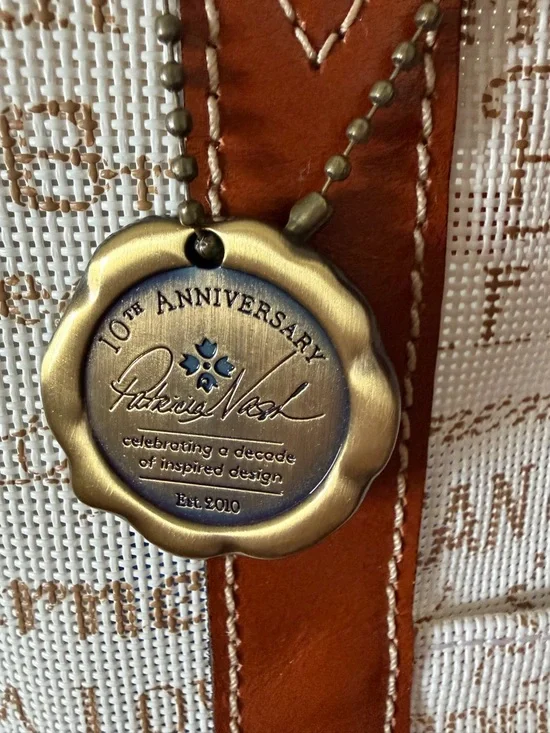 10TH ANNIVERSARY
Patricia Nash
celebrating a decade
of inspired design
Est. 2010